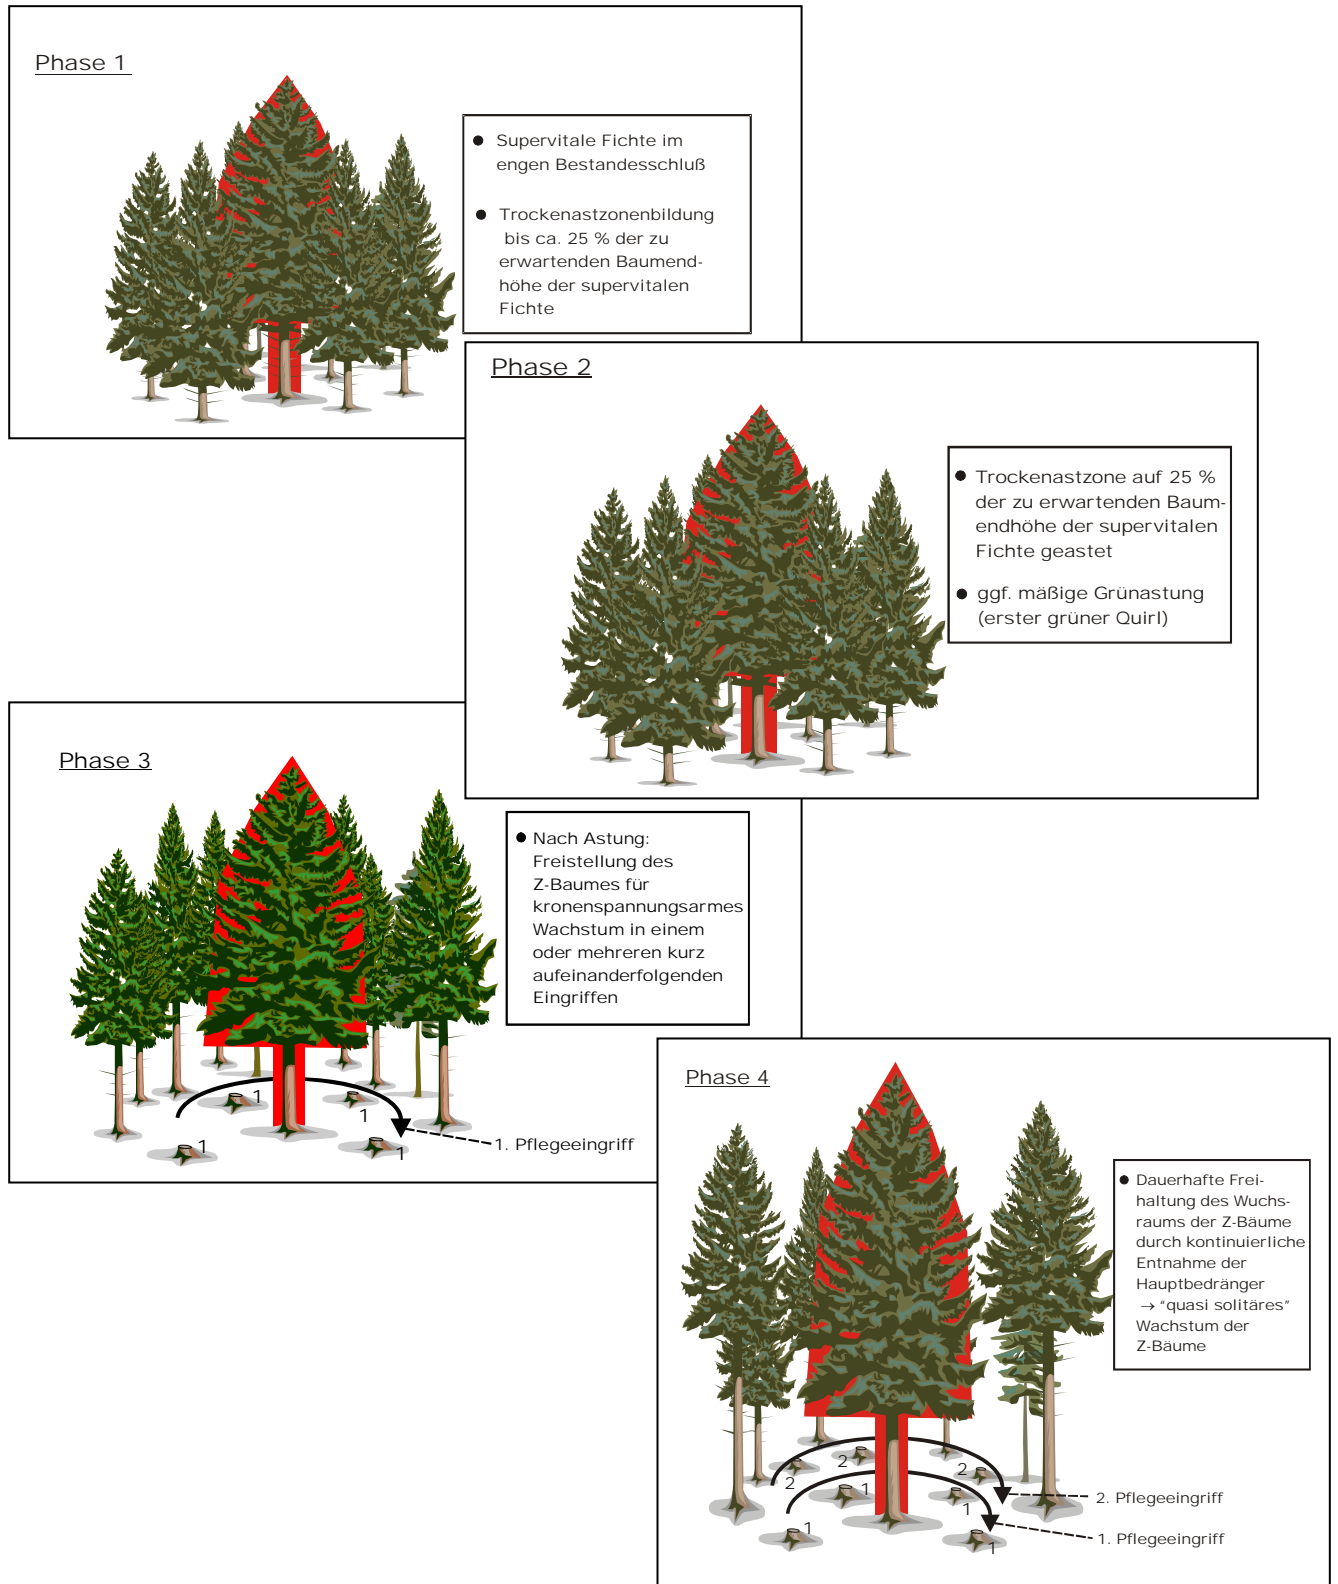 Phase 1
● Supervitale Fichte im
engen Bestandesschluß
● Trockenastzonenbildung
bis ca. 25 % der zu
erwartenden Baumend-
höhe der supervitalen
Fichte
Phase 2
● Trockenastzone auf 25 %
der zu erwartenden Baum-
endhöhe der supervitalen
Fichte geastet
● ggf. mäßige Grünastung
(erster grüner Quirl)
Phase 3
● Nach Astung:
Freistellung des
Z-Baumes für
kronenspannungsarmes
Wachstum in einem
oder mehreren kurz
aufeinanderfolgenden
Eingriffen
1
1
1
1
1. Pflegeeingriff
Phase 4
● Dauerhafte Frei-
haltung des Wuchs-
raums der Z-Bäume
durch kontinuierliche
Entnahme der
Hauptbedränger
→ “quasi solitäres”
Wachstum der
Z-Bäume
2
2
2
1
1
1
1
2. Pflegeeingriff
1. Pflegeeingriff